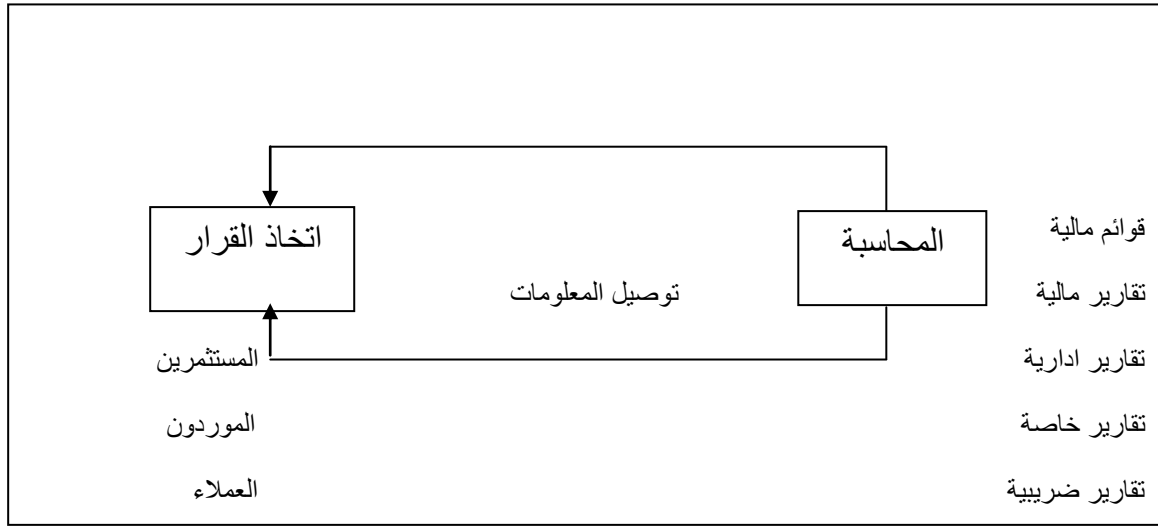 قوائم مالية
المحاسبة
اتخاذ القرار
تقارير مالية
توصيل المعلومات
تقارير ادارية
المستثمرين
تقارير خاصة
الموردون
تقارير ضريبية
العملاء